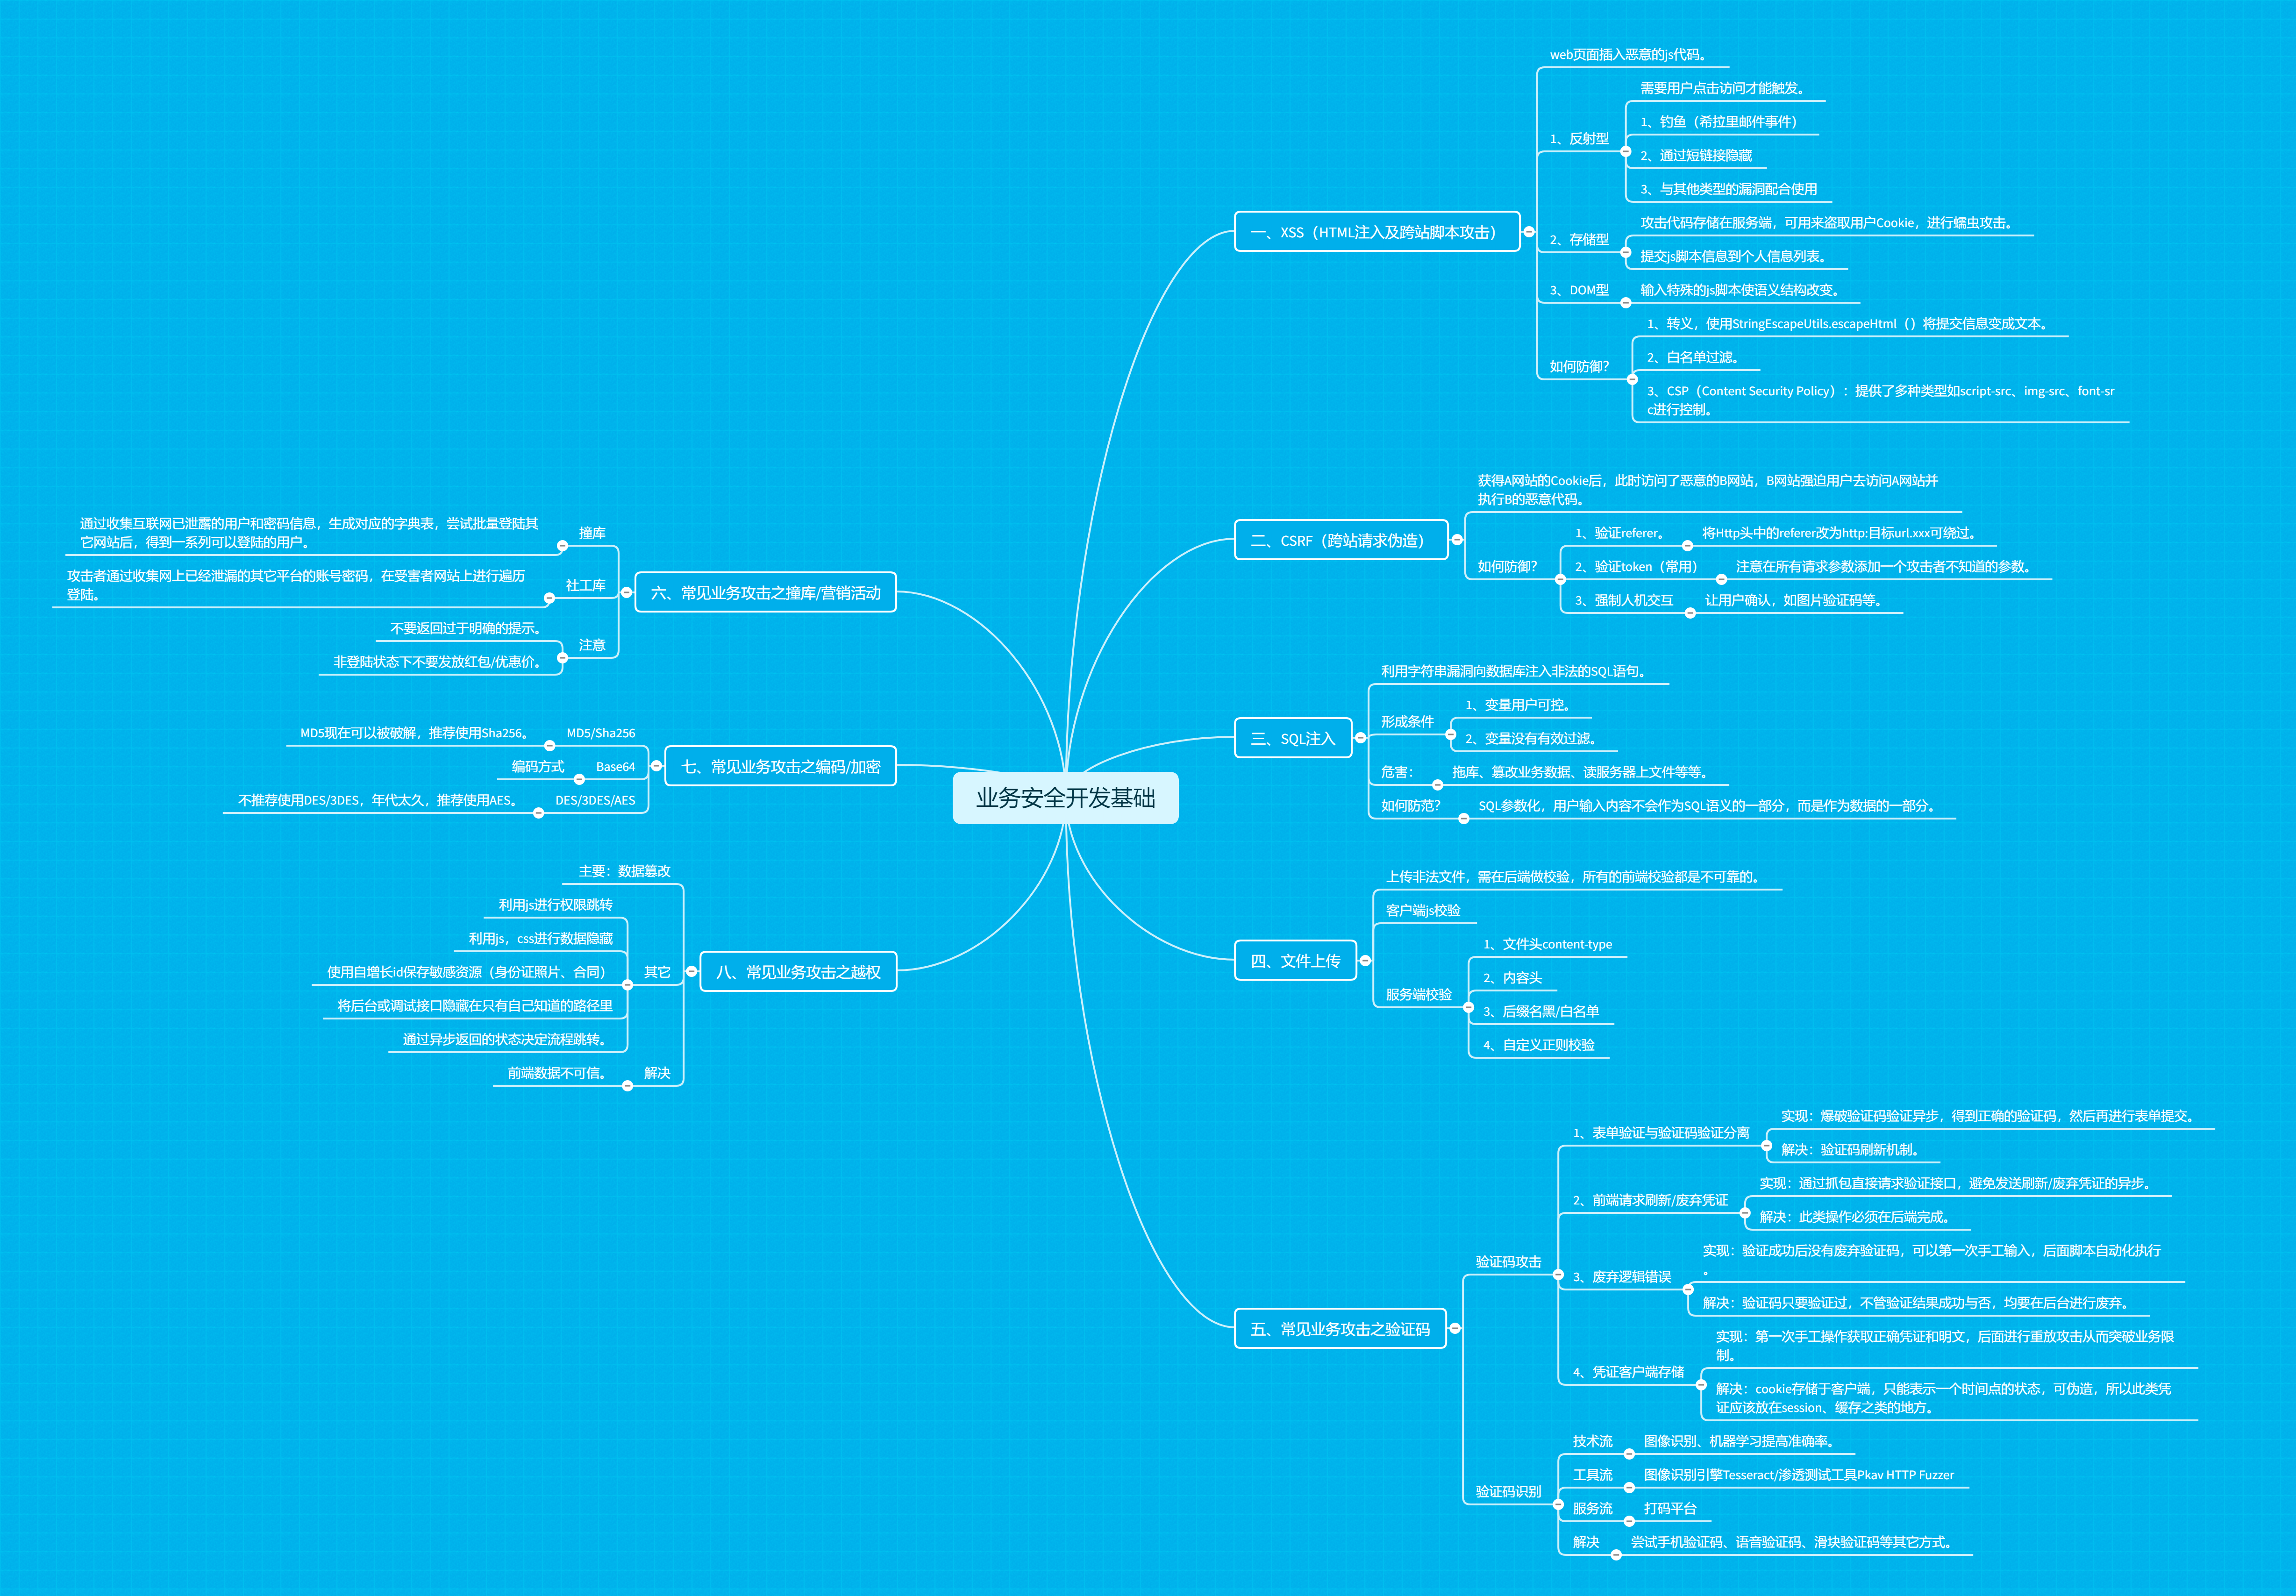 业务安全开发基础
一、XSS（HTML注入及跨站脚本攻击）
web页面插入恶意的js代码。
1、反射型
需要用户点击访问才能触发。
1、钓鱼（希拉里邮件事件）
2、通过短链接隐藏
3、与其他类型的漏洞配合使用
2、存储型
攻击代码存储在服务端，可用来盗取用户Cookie，进行蠕虫攻击。
提交js脚本信息到个人信息列表。
3、DOM型
输入特殊的js脚本使语义结构改变。
如何防御？
1、转义，使用StringEscapeUtils.escapeHtml（）将提交信息变成文本。
2、白名单过滤。
3、CSP（Content Security Policy）：提供了多种类型如script-src、img-src、font-sr
c进行控制。
二、CSRF（跨站请求伪造）
获得A网站的Cookie后，此时访问了恶意的B网站，B网站强迫用户去访问A网站并
执行B的恶意代码。
如何防御？
1、验证referer。
将Http头中的referer改为http:目标url.xxx可绕过。
2、验证token（常用）
注意在所有请求参数添加一个攻击者不知道的参数。
3、强制人机交互
让用户确认，如图片验证码等。
三、SQL注入
利用字符串漏洞向数据库注入非法的SQL语句。
形成条件
1、变量用户可控。
2、变量没有有效过滤。
危害：
拖库、篡改业务数据、读服务器上文件等等。
如何防范？
SQL参数化，用户输入内容不会作为SQL语义的一部分，而是作为数据的一部分。
四、文件上传
上传非法文件，需在后端做校验，所有的前端校验都是不可靠的。
客户端js校验
服务端校验
1、文件头content-type
2、内容头
3、后缀名黑/白名单
4、自定义正则校验
五、常见业务攻击之验证码
验证码攻击
1、表单验证与验证码验证分离
实现：爆破验证码验证异步，得到正确的验证码，然后再进行表单提交。
解决：验证码刷新机制。
2、前端请求刷新/废弃凭证
实现：通过抓包直接请求验证接口，避免发送刷新/废弃凭证的异步。
解决：此类操作必须在后端完成。
3、废弃逻辑错误
实现：验证成功后没有废弃验证码，可以第一次手工输入，后面脚本自动化执行
。
解决：验证码只要验证过，不管验证结果成功与否，均要在后台进行废弃。
4、凭证客户端存储
实现：第一次手工操作获取正确凭证和明文，后面进行重放攻击从而突破业务限
制。
解决：cookie存储于客户端，只能表示一个时间点的状态，可伪造，所以此类凭
证应该放在session、缓存之类的地方。
验证码识别
技术流
图像识别、机器学习提高准确率。
工具流
图像识别引擎Tesseract/渗透测试工具Pkav HTTP Fuzzer
服务流
打码平台
解决
尝试手机验证码、语音验证码、滑块验证码等其它方式。
六、常见业务攻击之撞库/营销活动
撞库
通过收集互联网已泄露的用户和密码信息，生成对应的字典表，尝试批量登陆其
它网站后，得到一系列可以登陆的用户。
社工库
攻击者通过收集网上已经泄漏的其它平台的账号密码，在受害者网站上进行遍历
登陆。
注意
不要返回过于明确的提示。
非登陆状态下不要发放红包/优惠价。
七、常见业务攻击之编码/加密
MD5/Sha256
MD5现在可以被破解，推荐使用Sha256。
Base64
编码方式
DES/3DES/AES
不推荐使用DES/3DES，年代太久，推荐使用AES。
八、常见业务攻击之越权
主要：数据篡改
其它
利用js进行权限跳转
利用js，css进行数据隐藏
使用自增长id保存敏感资源（身份证照片、合同）
将后台或调试接口隐藏在只有自己知道的路径里
通过异步返回的状态决定流程跳转。
解决
前端数据不可信。